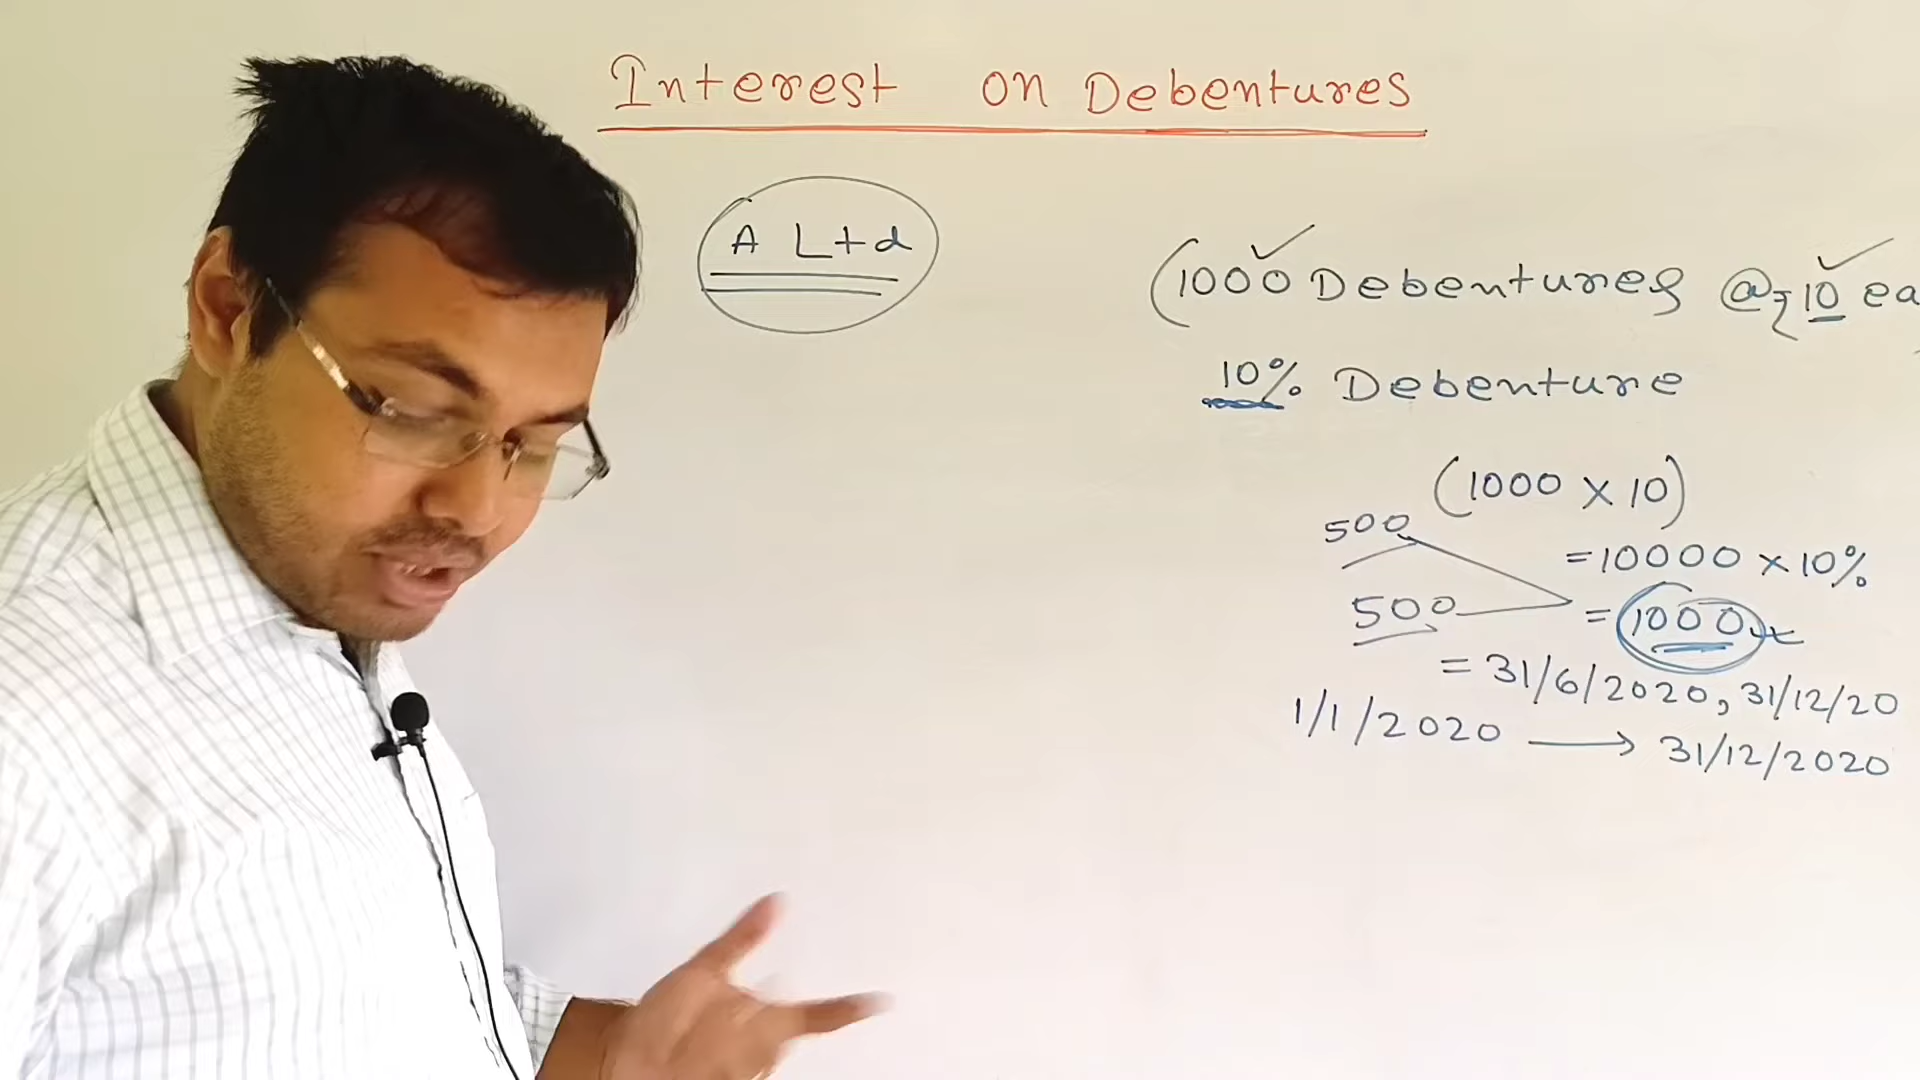 Interest on Debentures
A Ltd
(1000 Debentures @ ₹10 ea
10% Debenture
(1000 × 10)
500
= 10000 × 10%
500
= 1000
= 31/6/2020, 31/12/20
1/1/2020 → 31/12/2020